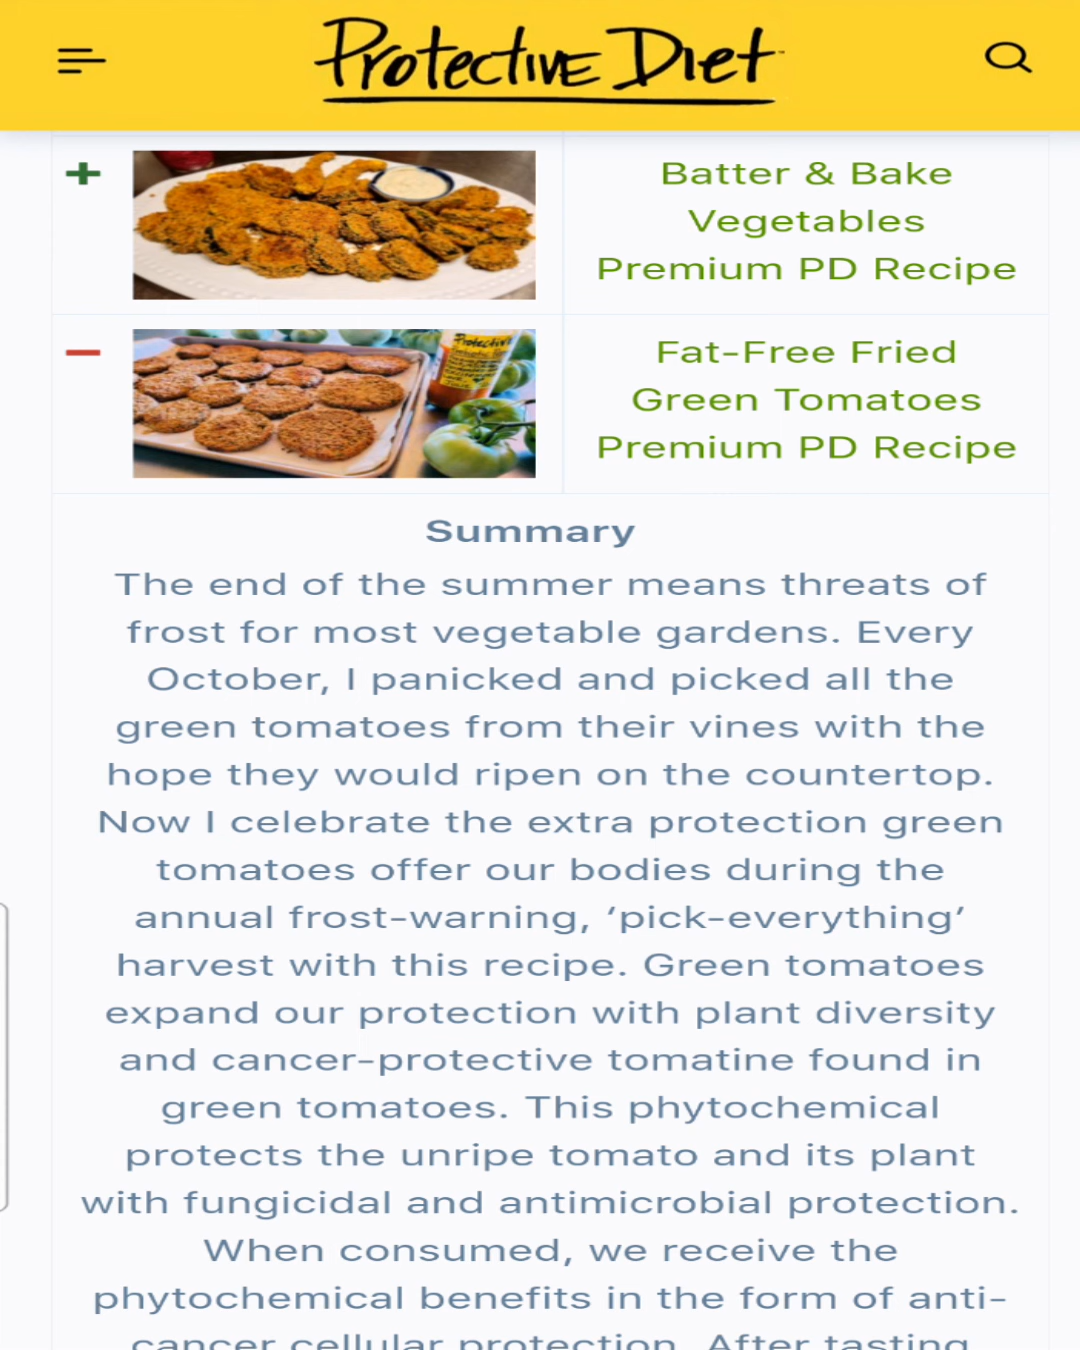 Protective Diet
Batter & Bake
Vegetables
Premium PD Recipe
Protective
Fat-Free Fried
Green Tomatoes
Premium PD Recipe
Summary
The end of the summer means threats of
frost for most vegetable gardens. Every
October, I panicked and picked all the
green tomatoes from their vines with the
hope they would ripen on the countertop.
Now I celebrate the extra protection green
tomatoes offer our bodies during the
annual frost-warning, ‘pick-everything’
harvest with this recipe. Green tomatoes
expand our protection with plant diversity
and cancer-protective tomatine found in
green tomatoes. This phytochemical
protects the unripe tomato and its plant
with fungicidal and antimicrobial protection.
When consumed, we receive the
phytochemical benefits in the form of anti-
cancer cellular protection. After tasting